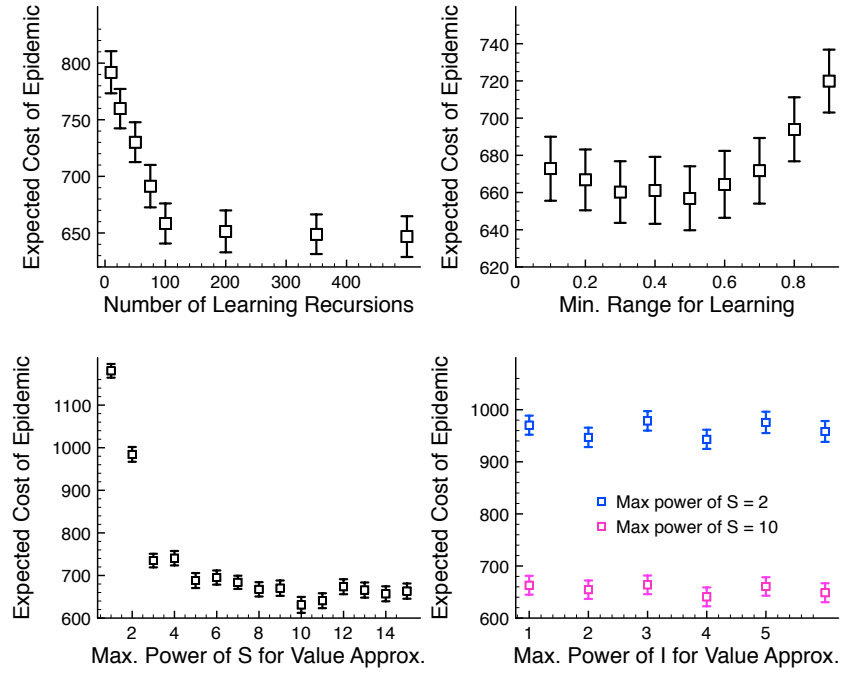 Expected Cost of Epidemic
800
750
700
650
0 100 200 300 400
Number of Learning Recursions
Expected Cost of Epidemic
740
720
700
680
660
640
620
0 0.2 0.4 0.6 0.8
Min. Range for Learning
Expected Cost of Epidemic
1100
1000
900
800
700
600
2 4 6 8 10 12 14
Max. Power of S for Value Approx.
Expected Cost of Epidemic
1000
900
800
700
600
Max power of S = 2
Max power of S = 10
1 2 3 4 5
Max. Power of I for Value Approx.